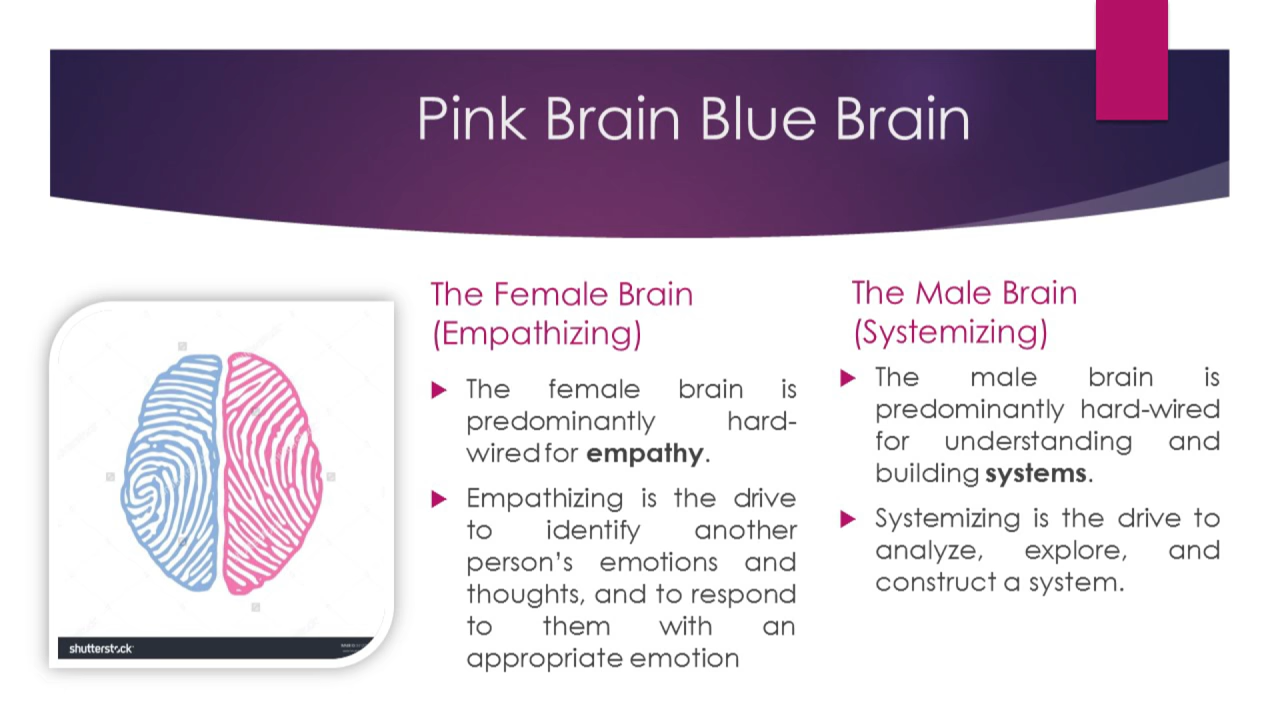 Pink Brain Blue Brain
The Female Brain
(Empathizing)
The female brain is
predominantly hard-
wired for empathy.
Empathizing is the drive
to identify another
person's emotions and
thoughts, and to respond
to them with an
appropriate emotion
The Male Brain
(Systemizing)
The male brain is
predominantly hard-wired
for understanding and
building systems.
Systemizing is the drive to
analyze, explore, and
construct a system.
shutterstock